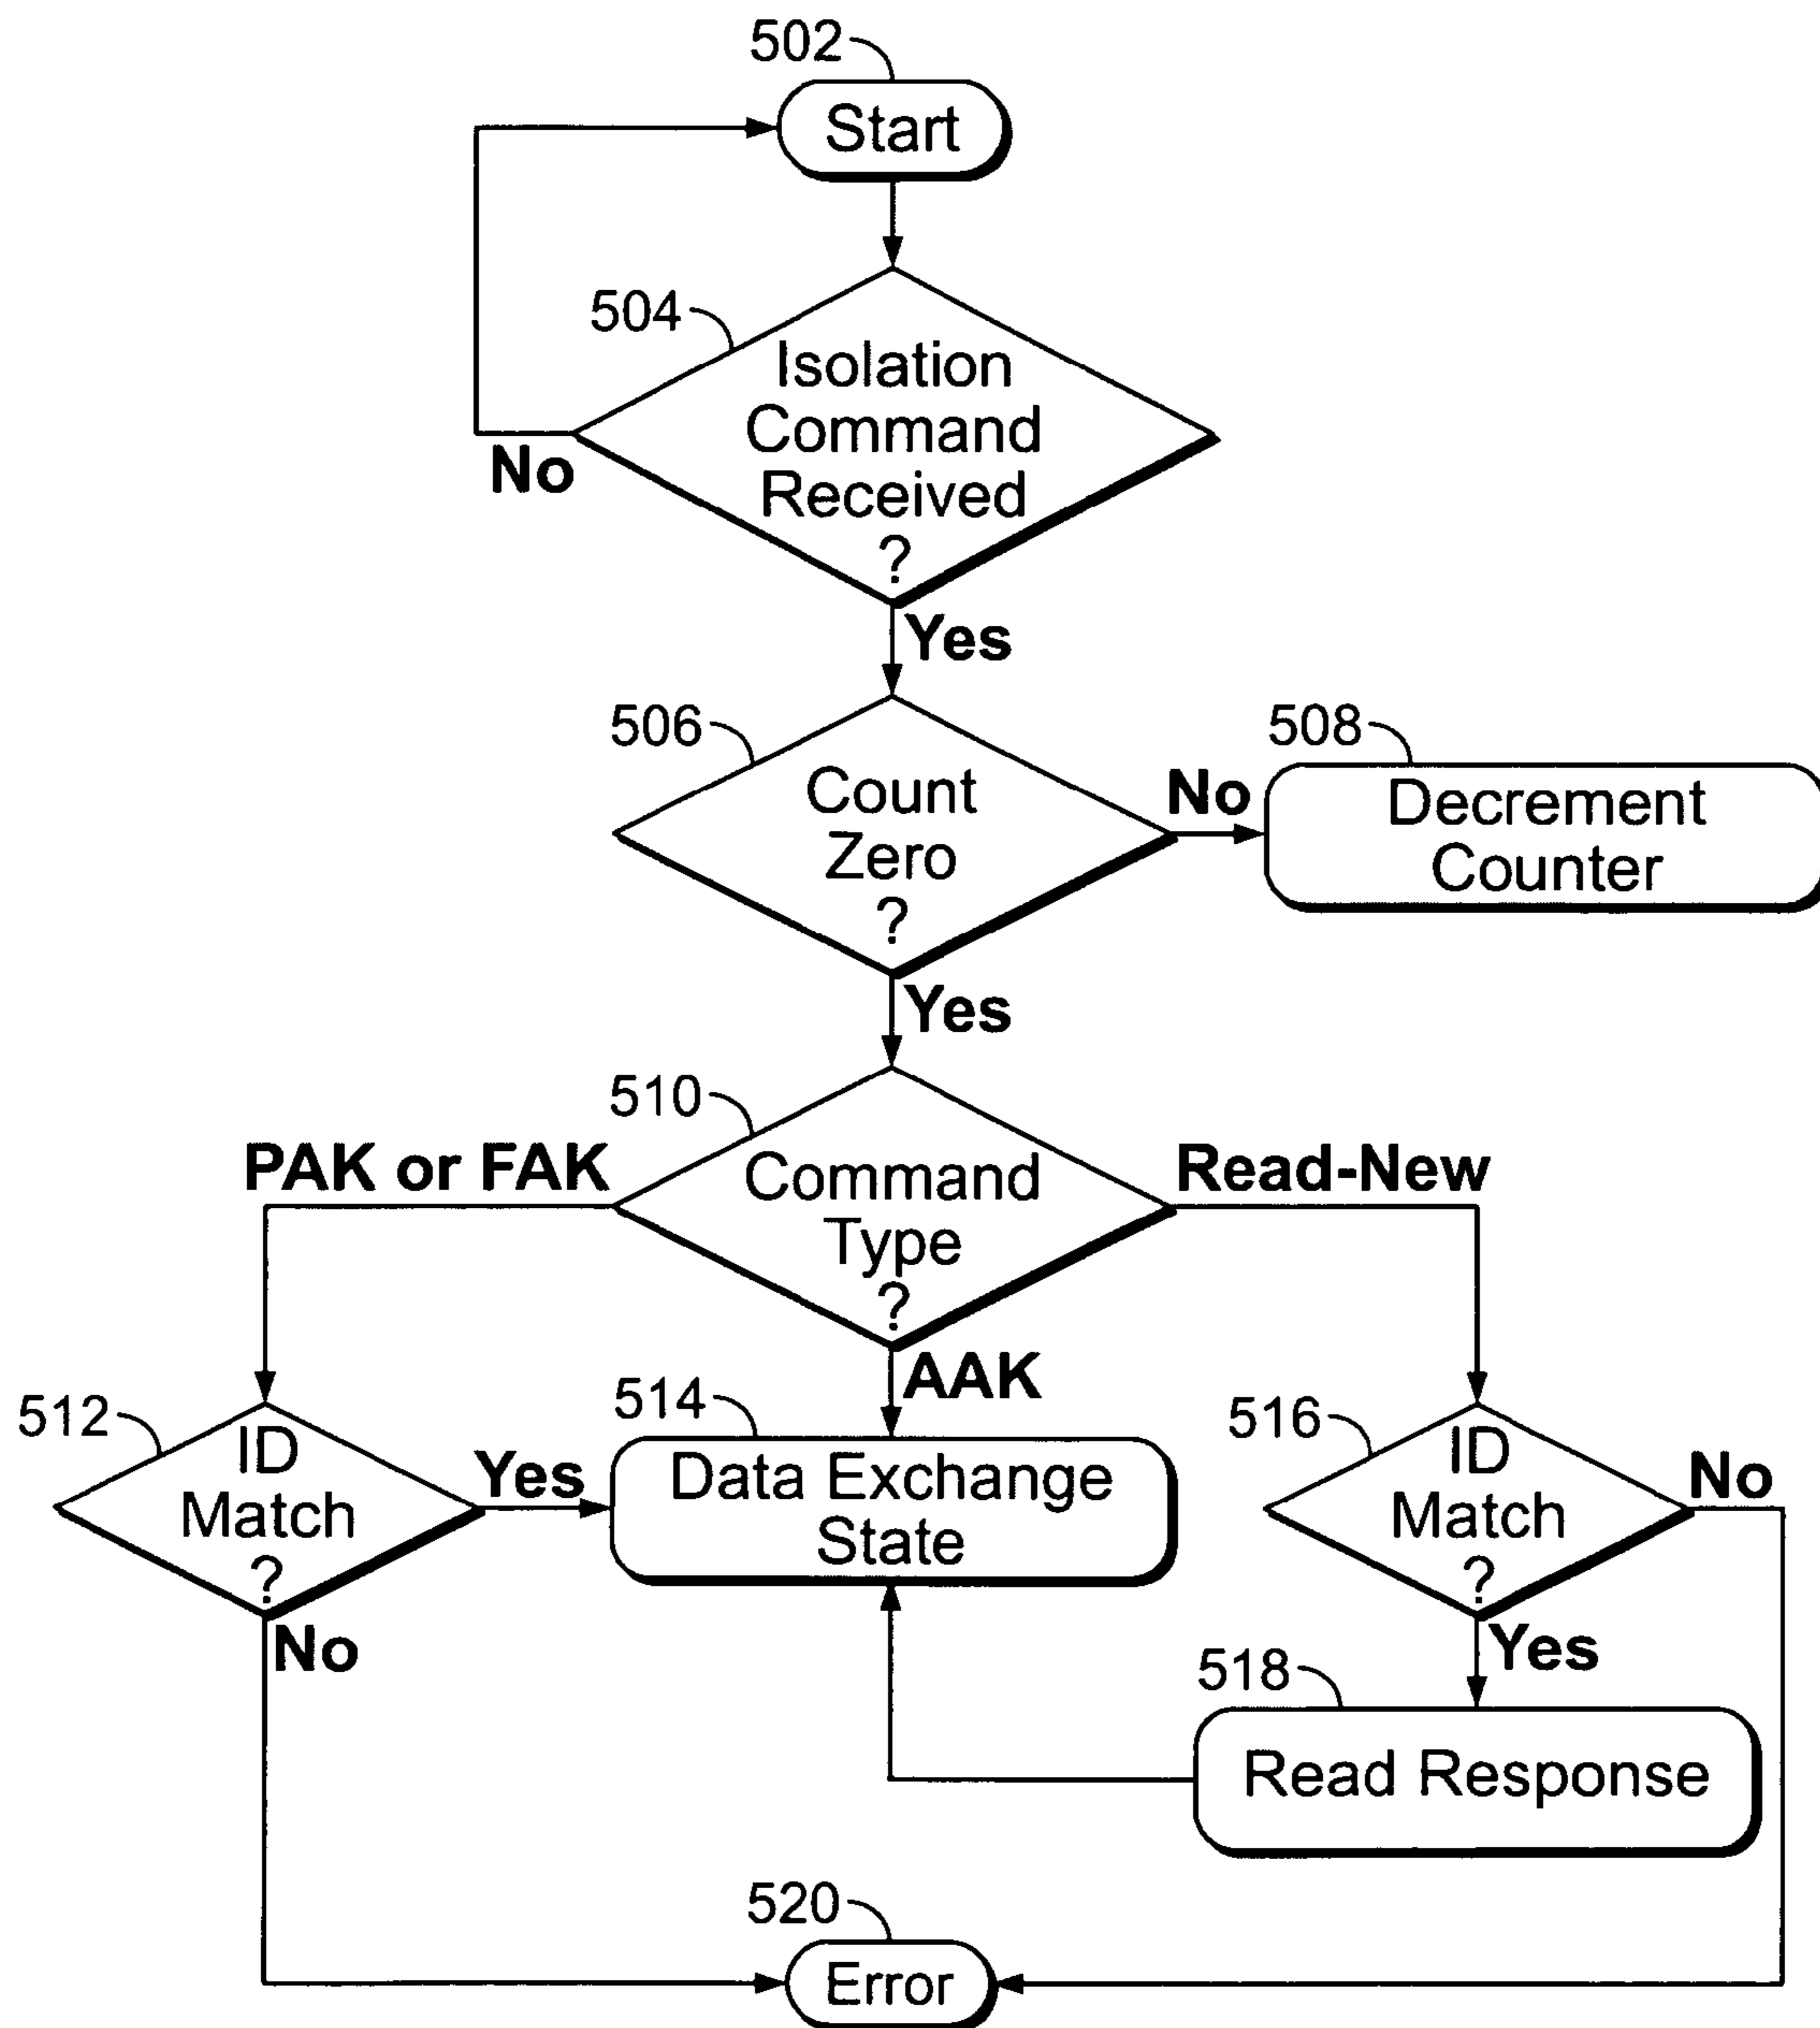 502
Start
504
Isolation
Command
Received
?
No
Yes
506
Count
Zero
?
No
508
Decrement
Counter
Yes
510
Command
Type
?
PAK or FAK
Read-New
AAK
512
ID
Match
?
Yes
No
514
Data Exchange
State
516
ID
Match
?
No
Yes
518
Read Response
520
Error